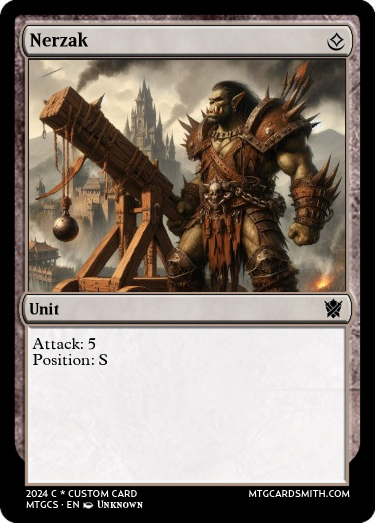 Nerzak
Unit
Attack: 5
Position: S
2024 C * CUSTOM CARD
MTGCS · EN Unknown
MTGCARDSMITH.COM